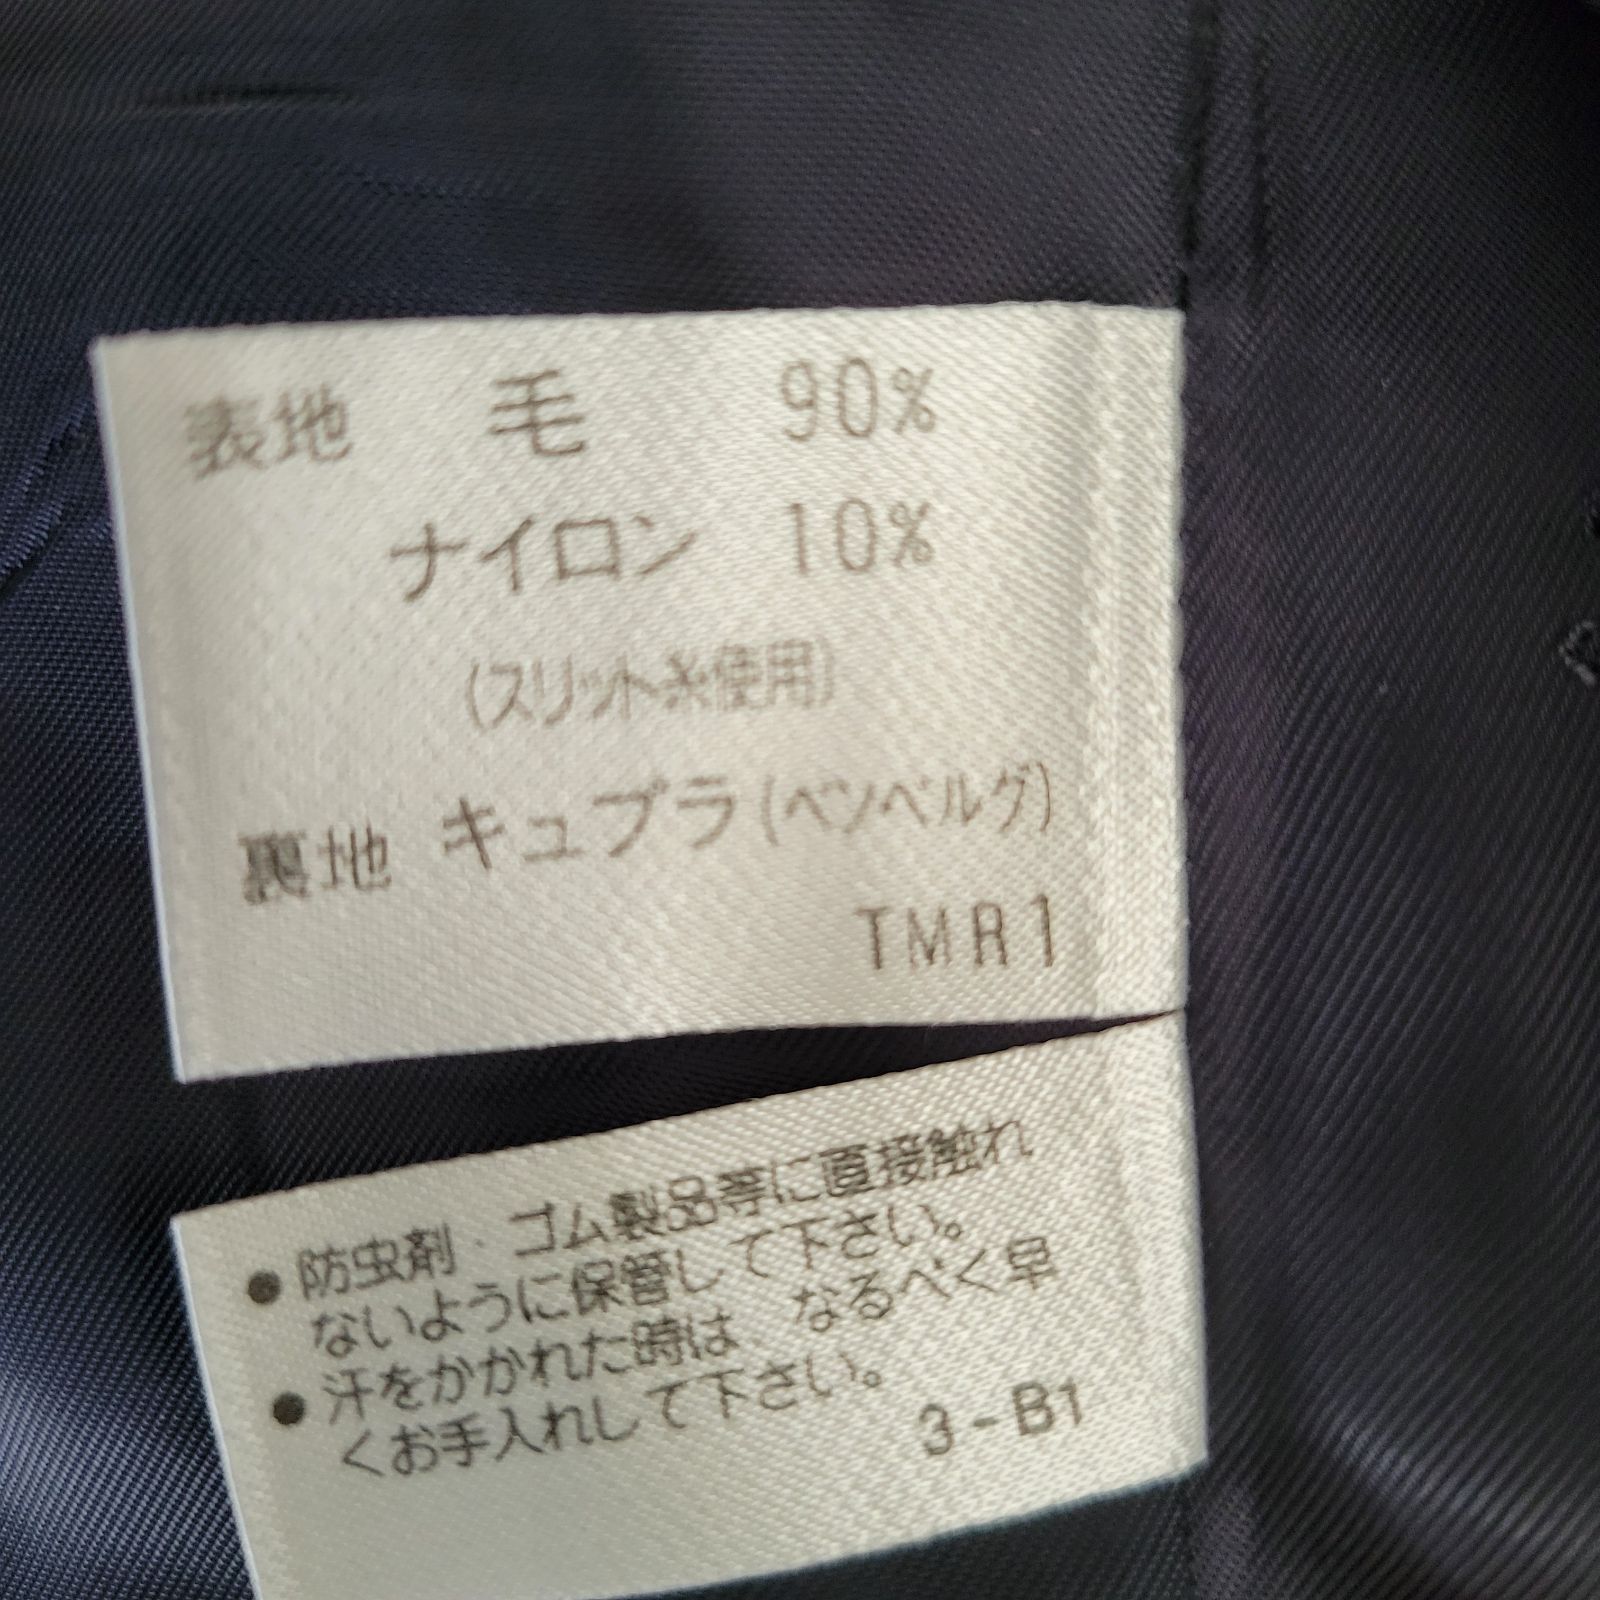 表地 毛 90%
ナイロン 10%
(スリット糸使用)
裏地 キュプラ(ベンベルグ)
TMR1
● 防虫剤・ゴム製品等に直接触れ
ないように保管して下さい。
● 汗をかかれた時は なるべく早
くお手入れして下さい。
3-B1